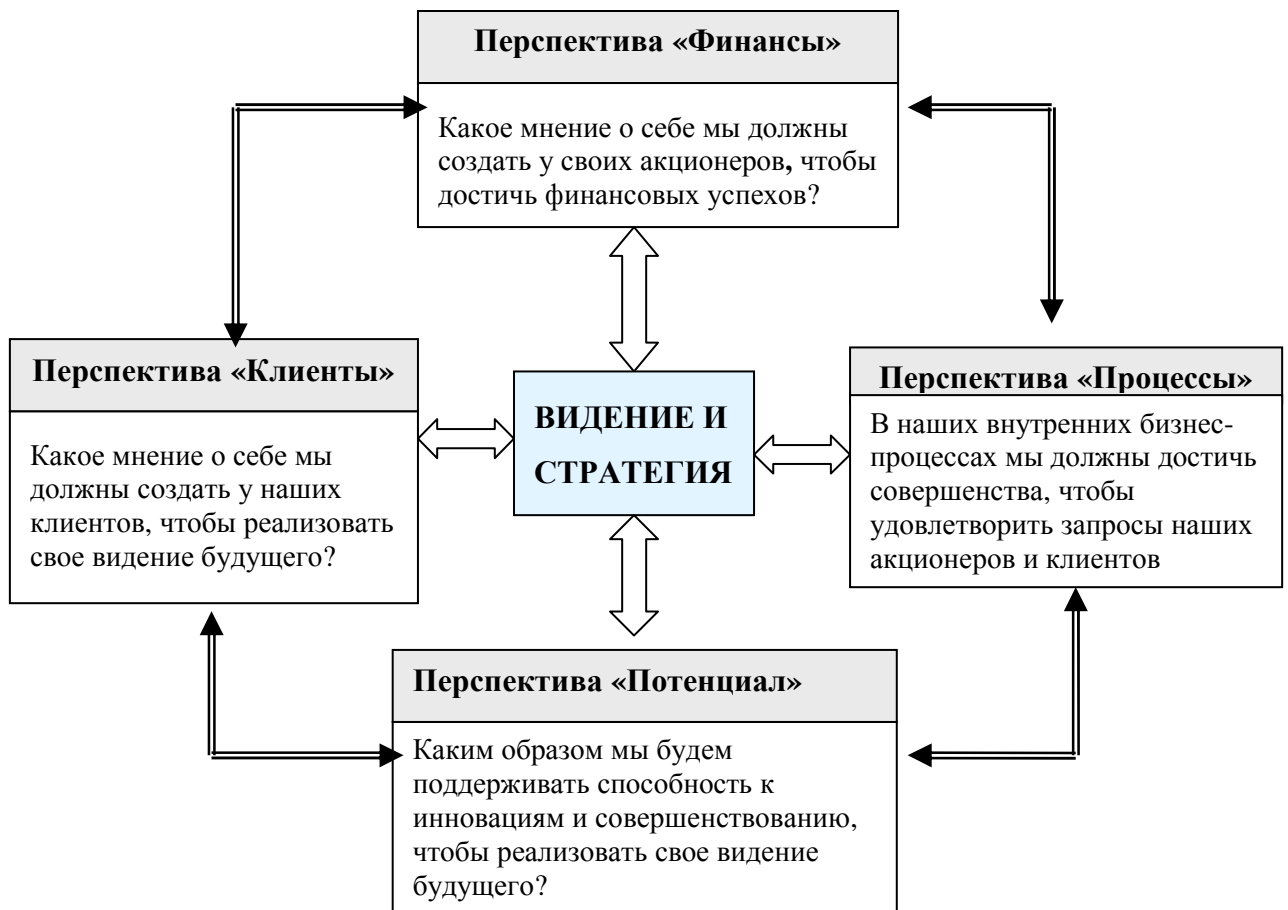 Перспектива «Финансы»
Какое мнение о себе мы должны
создать у своих акционеров, чтобы
достичь финансовых успехов?
Перспектива «Клиенты»
Какое мнение о себе мы
должны создать у наших
клиентов, чтобы реализовать
свое видение будущего?
ВИДЕНИЕ И
СТРАТЕГИЯ
Перспектива «Процессы»
В наших внутренних бизнес-
процессах мы должны достичь
совершенства, чтобы
удовлетворить запросы наших
акционеров и клиентов
Перспектива «Потенциал»
Каким образом мы будем
поддерживать способность к
инновациям и совершенствованию,
чтобы реализовать свое видение
будущего?